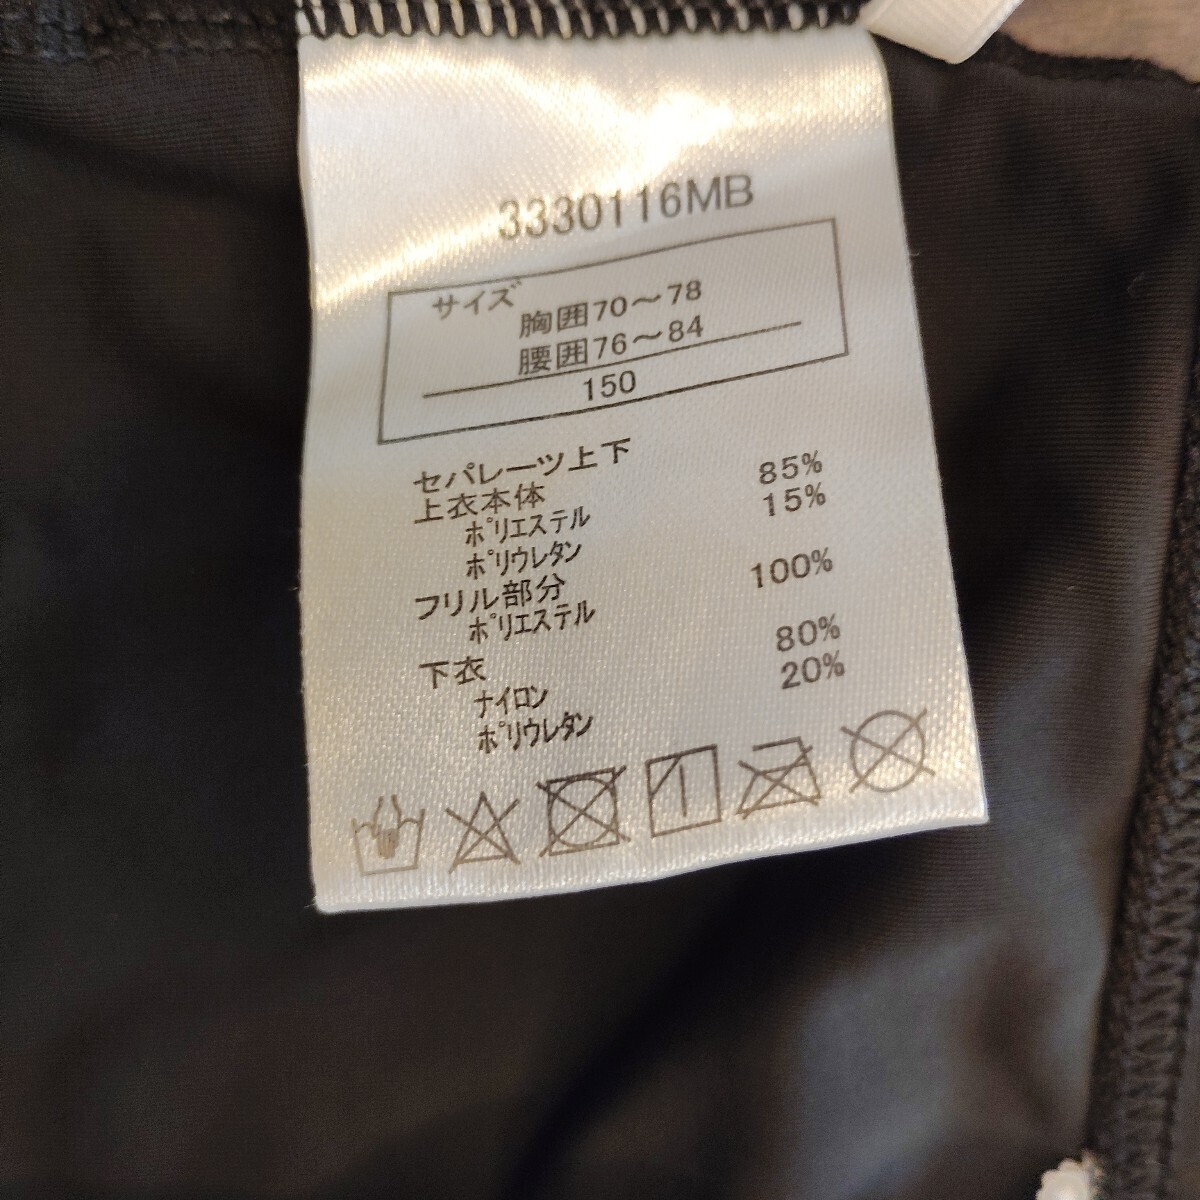 3330116MB
サイズ
胸囲70～78
腰囲76～84
150
セパレーツ上下
上衣本体
ﾎﾟﾘｴｽﾃﾙ 85%
ﾎﾟﾘｳﾚﾀﾝ 15%
フリル部分
ﾎﾟﾘｴｽﾃﾙ 100%
下衣
ﾅｲﾛﾝ 80%
ﾎﾟﾘｳﾚﾀﾝ 20%